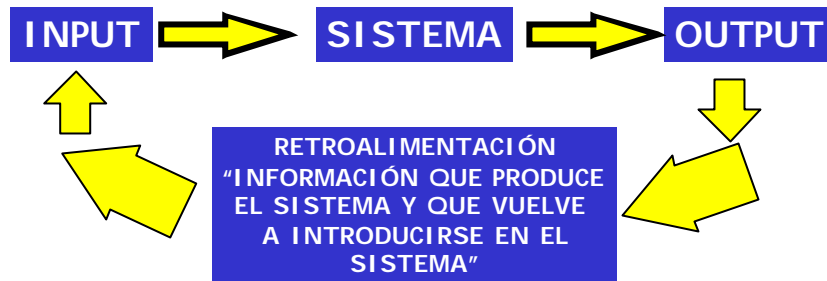 INPUT
SISTEMA
OUTPUT
RETROALIMENTACIÓN
“INFORMACIÓN QUE PRODUCE
EL SISTEMA Y QUE VUELVE
A INTRODUCIRSE EN EL
SISTEMA”